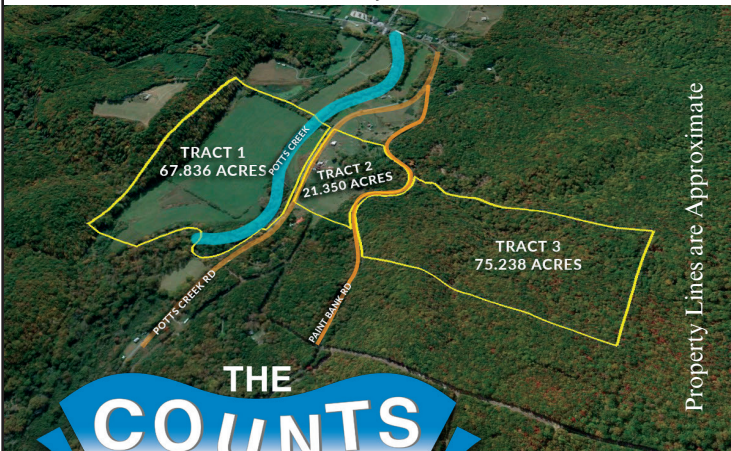 TRACT 1
67.836 ACRES
POTTS CREEK
TRACT 2
21.350 ACRES
TRACT 3
75.238 ACRES
POTTS CREEK RD
PAINT BANK RD
Property Lines are Approximate
THE
COUNTS